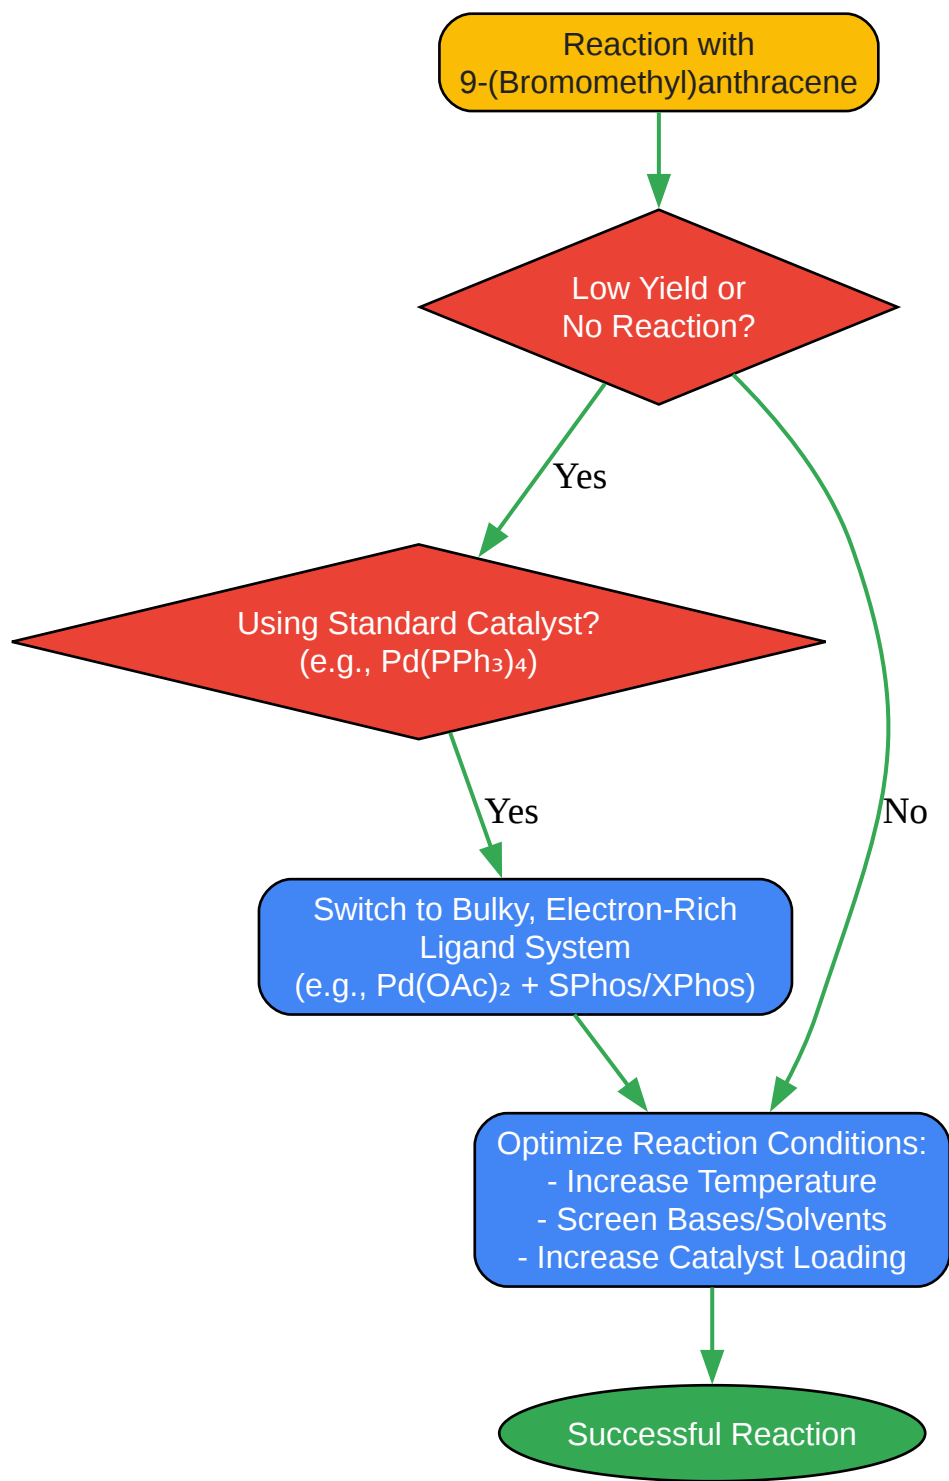 Reaction with
9-(Bromomethyl)anthracene
Low Yield or
No Reaction?
Yes
Using Standard Catalyst?
(e.g., Pd(PPh₃)₄)
Yes
No
Switch to Bulky, Electron-Rich
Ligand System
(e.g., Pd(OAc)₂ + SPhos/XPhos)
Optimize Reaction Conditions:
- Increase Temperature
- Screen Bases/Solvents
- Increase Catalyst Loading
Successful Reaction